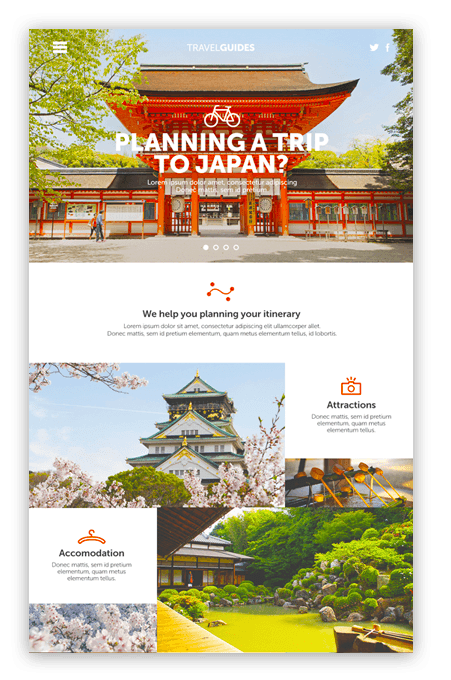 TRAVELGUIDES
PLANNING A TRIP
TO JAPAN?
Lorem ipsum dolor amet, consectetur adipiscing
Donec mattis, sem id pretium
We help you planning your itinerary
Lorem ipsum dolor sit amet, consectetur adipiscing elit ullamcorper allet
Donec mattis, sem id pretium elementum, quam metus elementum tellus, id lobortis.
Attractions
Donec mattis, sem id pretium
elementum, quam metus
elementum tellus.
Accomodation
Donec mattis, sem id pretium
elementum, quam metus
elementum tellus.